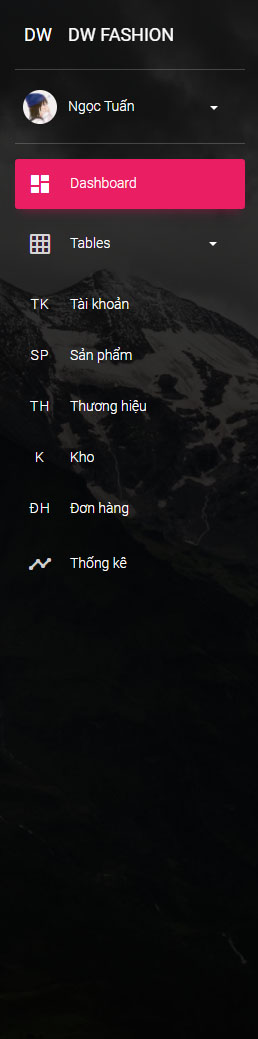 DW DW FASHION
Ngọc Tuấn
Dashboard
Tables
TK Tài khoản
SP Sản phẩm
TH Thương hiệu
K Kho
ĐH Đơn hàng
Thống kê